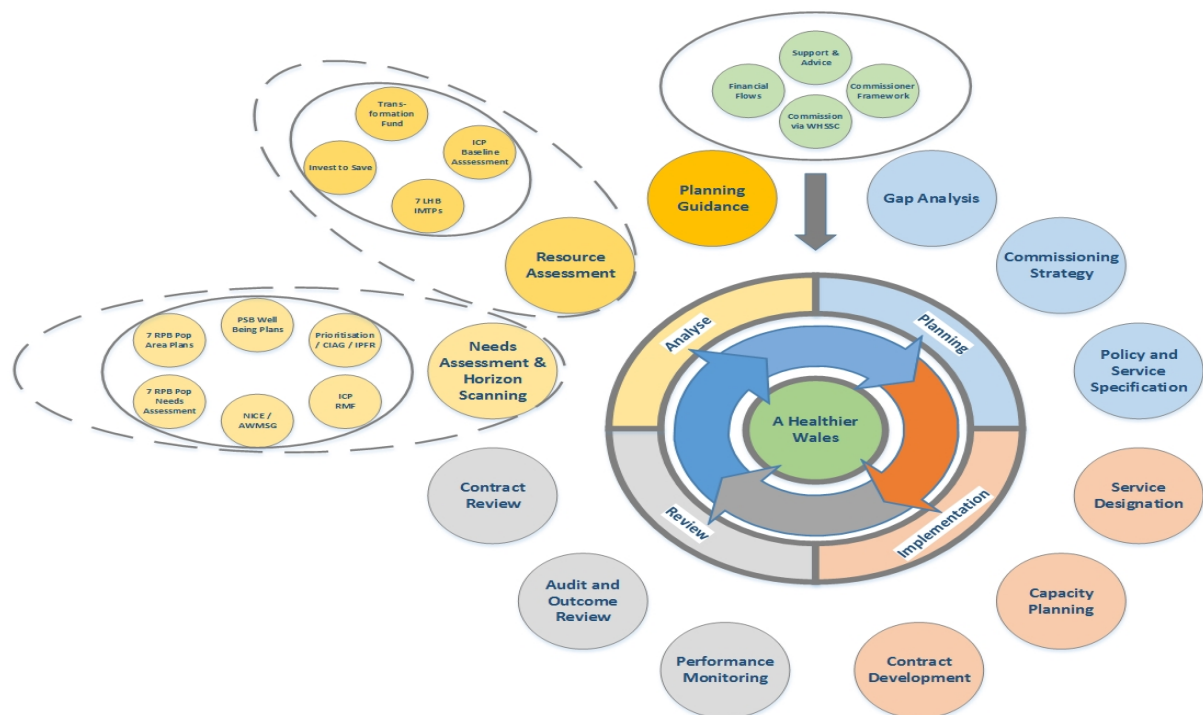 Support &
Advice
Financial
Flows
Commissioner
Framework
Commission
via WHSSC
Trans-
formation
Fund
ICP
Baseline
Asssessment
Invest to Save
7 LHB
IMTPs
Planning
Guidance
Gap Analysis
Resource
Assessment
Commissioning
Strategy
PSB Well
Being Plans
7 RPB Pop
Area Plans
Prioritisation
/ CIAG / IPFR
7 RPB Pop
Needs
Assessment
NICE /
AWMSG
ICP
RMF
Needs
Assessment &
Horizon
Scanning
Analyse
Planning
Policy and
Service
Specification
A Healthier
Wales
Review
Implementation
Contract
Review
Service
Designation
Audit and
Outcome
Review
Capacity
Planning
Performance
Monitoring
Contract
Development